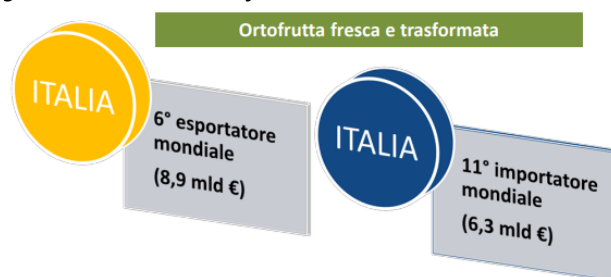 Ortofrutta fresca e trasformata
ITALIA
6° esportatore
mondiale
(8,9 mld €)
ITALIA
11° importatore
mondiale
(6,3 mld €)